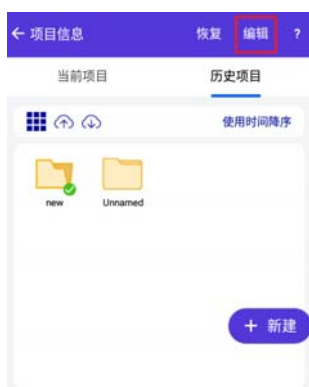 ← 项目信息 恢复 编辑 ?
当前项目 历史项目
使用时间降序
new Unnamed
+ 新建